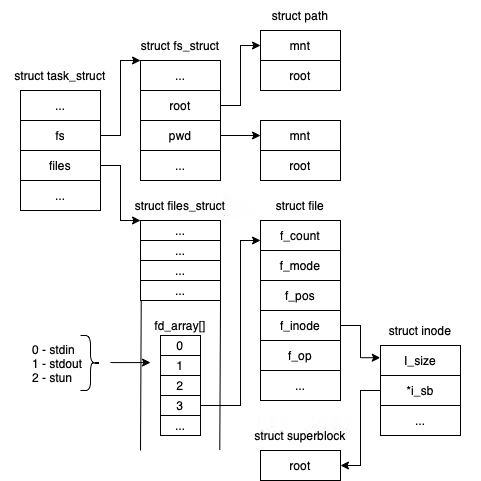 struct path
mnt
root
struct fs_struct
...
root
pwd
...
struct task_struct
...
fs
files
...
mnt
root
struct files_struct
...
...
...
...
fd_array[]
0
1
2
3
...
0 - stdin
1 - stdout
2 - stun
struct file
f_count
f_mode
f_pos
f_inode
f_op
...
struct inode
I_size
*i_sb
...
struct superblock
root